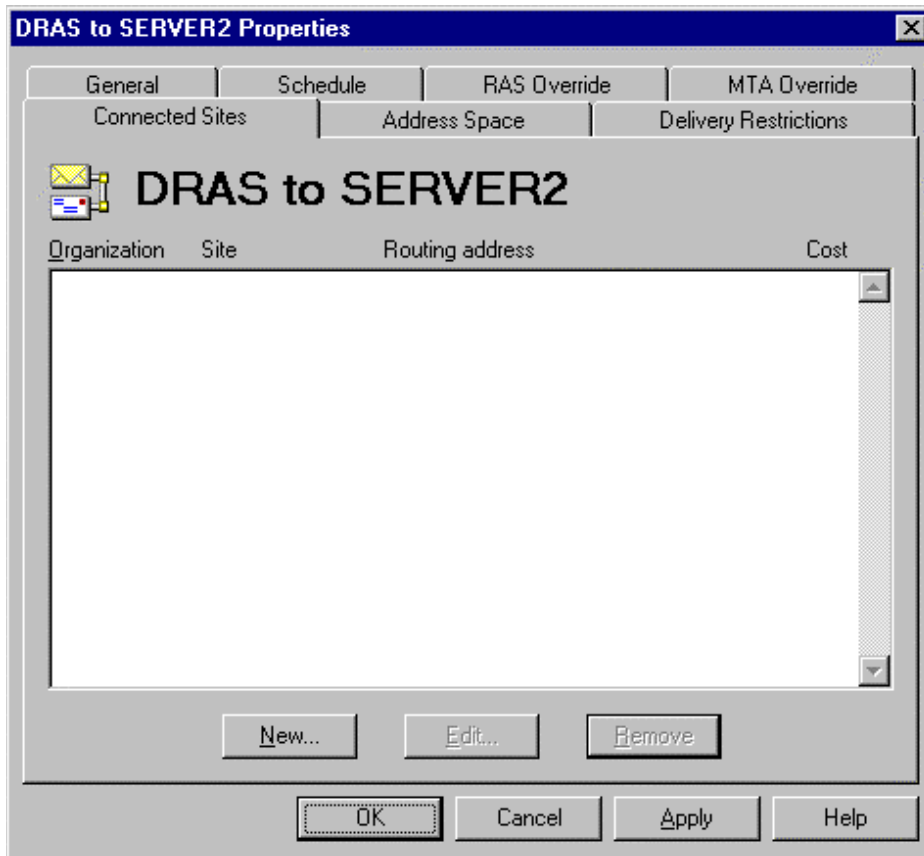 DRAS to SERVER2 Properties
General Schedule RAS Override MTA Override
Connected Sites Address Space Delivery Restrictions
DRAS to SERVER2
Organization Site Routing address Cost
New... Edit... Remove
OK Cancel Apply Help